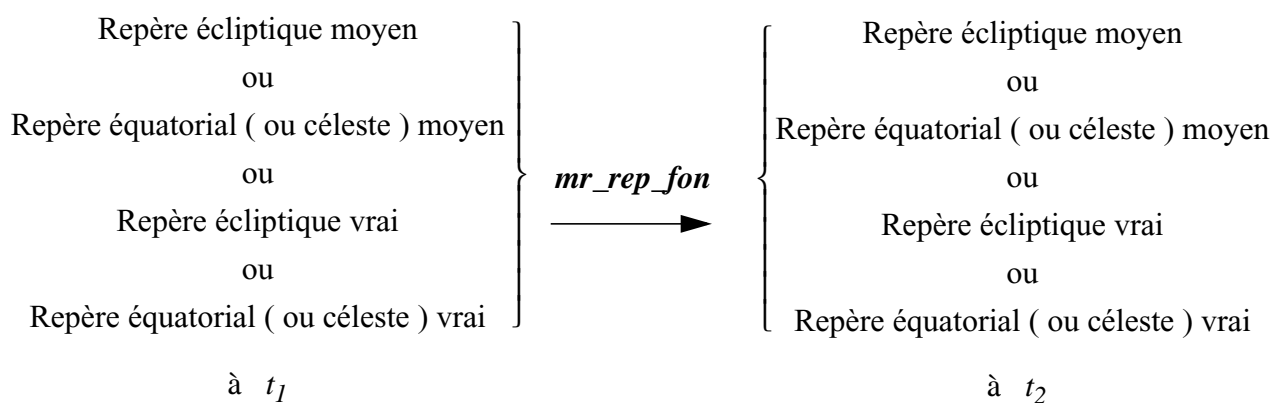 Repère écliptique moyen
ou
Repère équatorial ( ou céleste ) moyen
ou
Repère écliptique vrai
ou
Repère équatorial ( ou céleste ) vrai
à t1
mr_rep_fon
Repère écliptique moyen
ou
Repère équatorial ( ou céleste ) moyen
ou
Repère écliptique vrai
ou
Repère équatorial ( ou céleste ) vrai
à t2